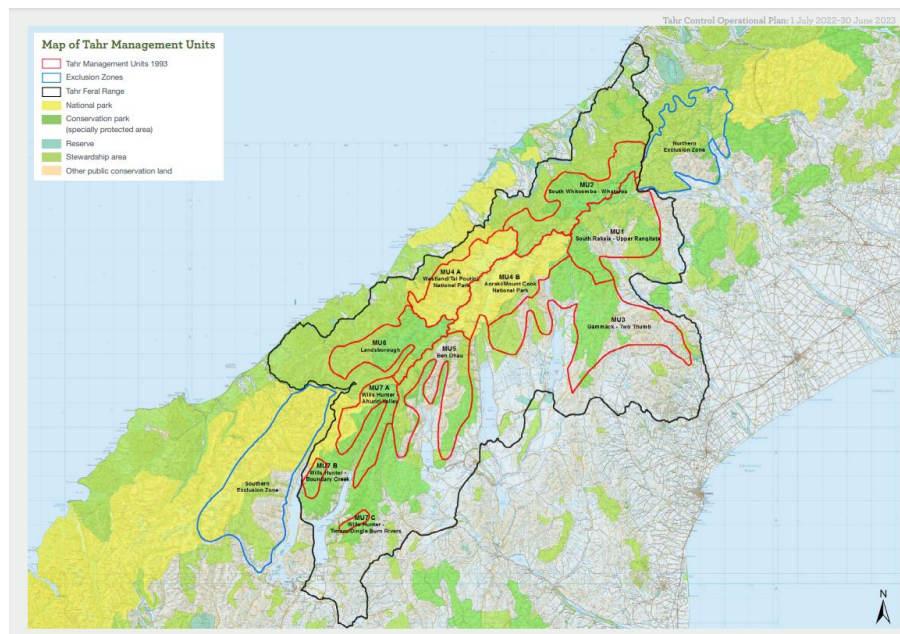 Tahr Control Operational Plan: 1 July 2022-30 June 2023
Map of Tahr Management Units
Tahr Management Units 1993
Exclusion Zones
Tahr Feral Range
National park
Conservation park
(specially protected area)
Reserve
Stewardship area
Other public conservation land
Northern
Exclusion Zone
MU2
South Whitcombe - Whataroa
MU1
South Rakaia - Upper Rangitata
MU4 A
Westland/Tai Poutini
National Park
MU4 B
Aoraki/Mount Cook
National Park
MU3
Gammack - Two Thumb
MU6
Landsborough
MU5
Ben Ohau
MU7 A
Wills Hunter -
Ahuriri Valley
MU7 B
Wills Hunter -
Boundary Creek
Southern
Exclusion Zone
MU7 C
Wills Hunter -
Timaru/Dingle Burn Rivers
N